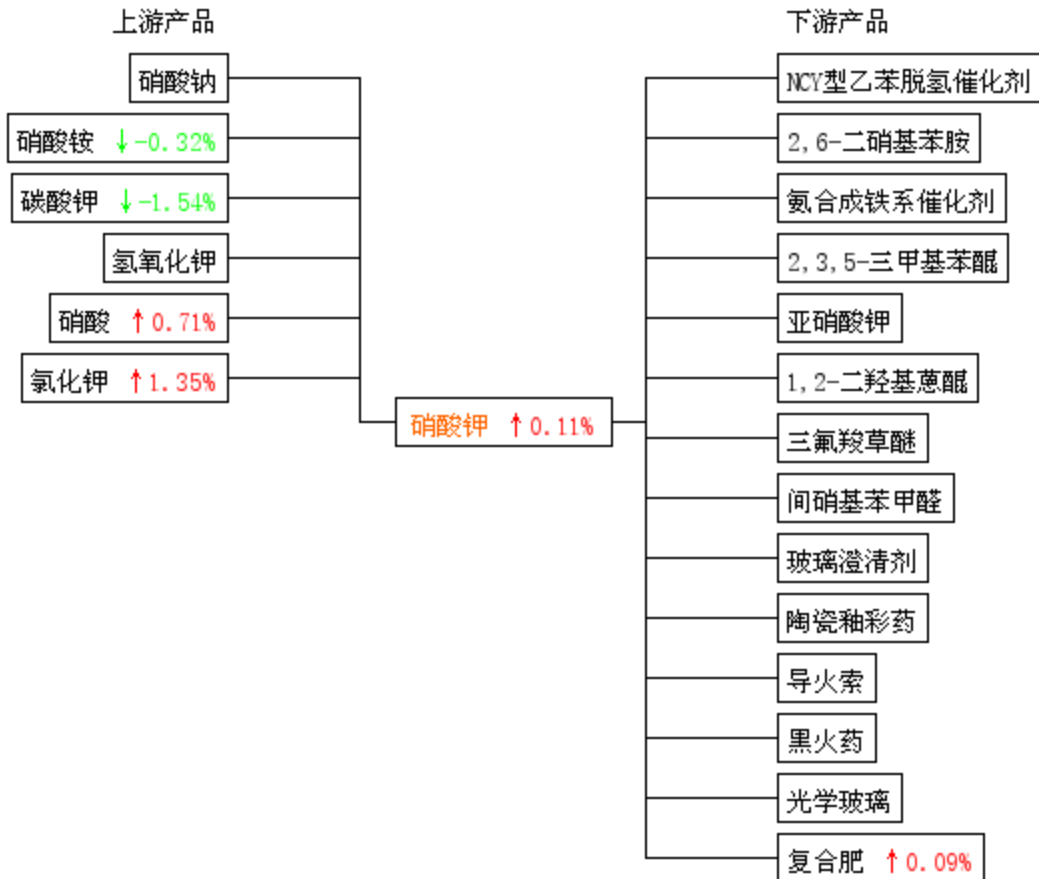 上游产品
硝酸钠
硝酸铵 ↓-0.32%
碳酸钾 ↓-1.54%
氢氧化钾
硝酸 ↑0.71%
氯化钾 ↑1.35%
硝酸钾 ↑0.11%
下游产品
NCY型乙苯脱氢催化剂
2,6-二硝基苯胺
氨合成铁系催化剂
2,3,5-三甲基苯醌
亚硝酸钾
1,2-二羟基蒽醌
三氟羧草醚
间硝基苯甲醛
玻璃澄清剂
陶瓷釉彩药
导火索
黑火药
光学玻璃
复合肥 ↑0.09%